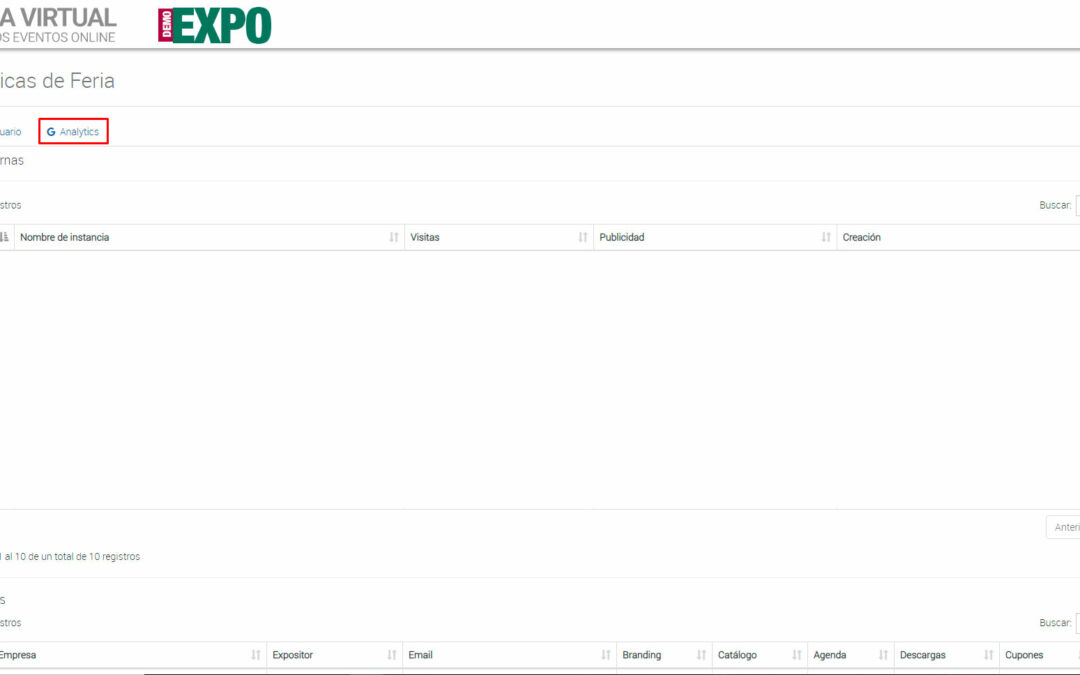 A VIRTUAL
OS EVENTOS ONLINE
DEMO EXPO
icas de Feria
uario
G Analytics
rnas
stros
Buscar:
Nombre de instancia
Visitas
Publicidad
Creación
Anteri
al 10 de un total de 10 registros
s
stros
Buscar:
Empresa
Expositor
Email
Branding
Catálogo
Agenda
Descargas
Cupones